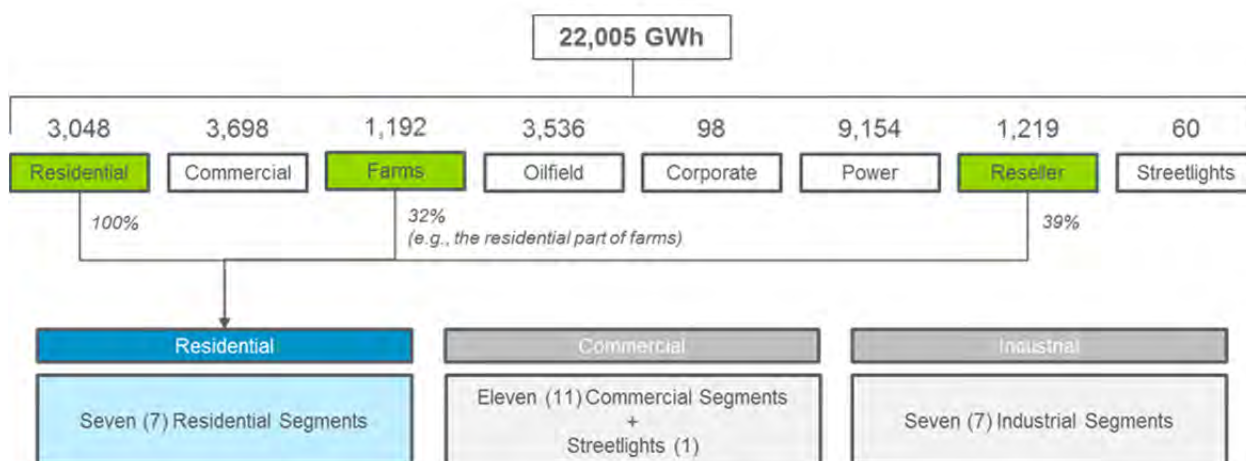 22,005 GWh
3,048 3,698 1,192 3,536 98 9,154 1,219 60
Residential Commercial Farms Oilfield Corporate Power Reseller Streetlights
100%
32%
(e.g., the residential part of farms)
39%
Residential Commercial Industrial
Seven (7) Residential Segments
Eleven (11) Commercial Segments
+
Streetlights (1)
Seven (7) Industrial Segments